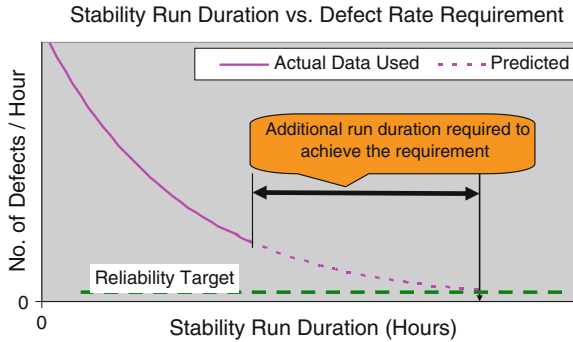 Stability Run Duration vs. Defect Rate Requirement
Actual Data Used
Predicted
Additional run duration required to
achieve the requirement
No. of Defects / Hour
Reliability Target
0
0
Stability Run Duration (Hours)